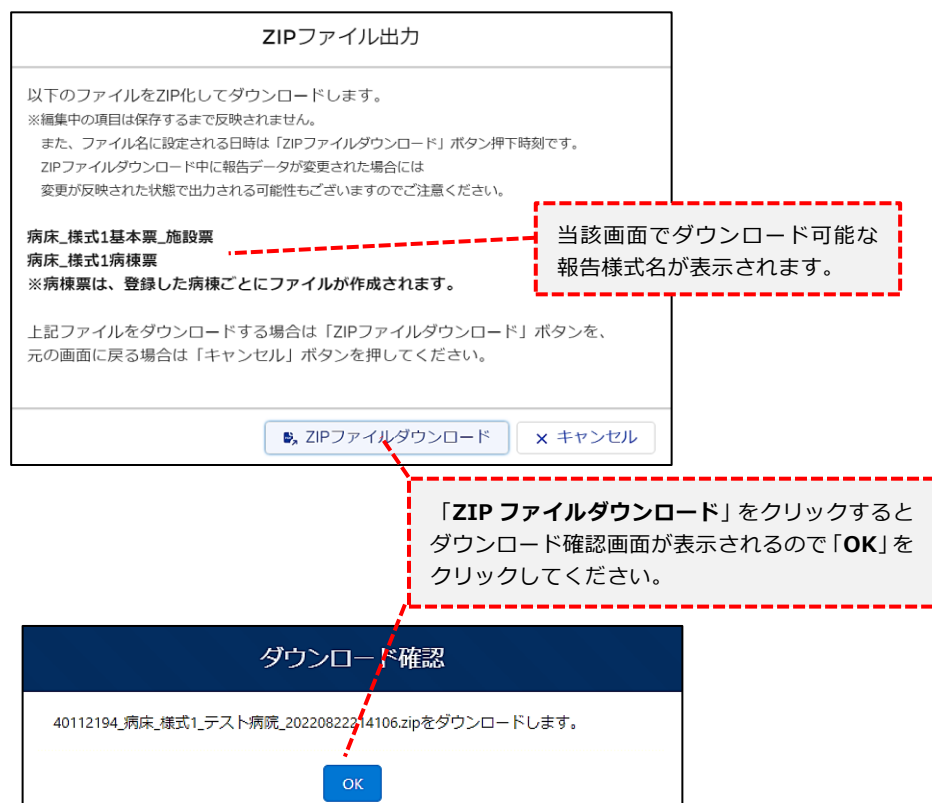 ZIPファイル出力
以下のファイルをZIP化してダウンロードします。
※編集中の項目は保存するまで反映されません。
また、ファイル名に設定される日時は「ZIPファイルダウンロード」ボタン押下時刻です。
ZIPファイルダウンロード中に報告データが変更された場合には
変更が反映された状態で出力される可能性もございますのでご注意ください。
病床_様式1基本票_施設票
病床_様式1病棟票
※病棟票は、登録した病棟ごとにファイルが作成されます。
当該画面でダウンロード可能な
報告様式名が表示されます。
上記ファイルをダウンロードする場合は「ZIPファイルダウンロード」ボタンを、
元の画面に戻る場合は「キャンセル」ボタンを押してください。
ZIPファイルダウンロード
× キャンセル
「ZIP ファイルダウンロード」をクリックすると
ダウンロード確認画面が表示されるので「OK」を
クリックしてください。
ダウンロード確認
40112194_病床_様式1_テスト病院_20220822214106.zipをダウンロードします。
OK